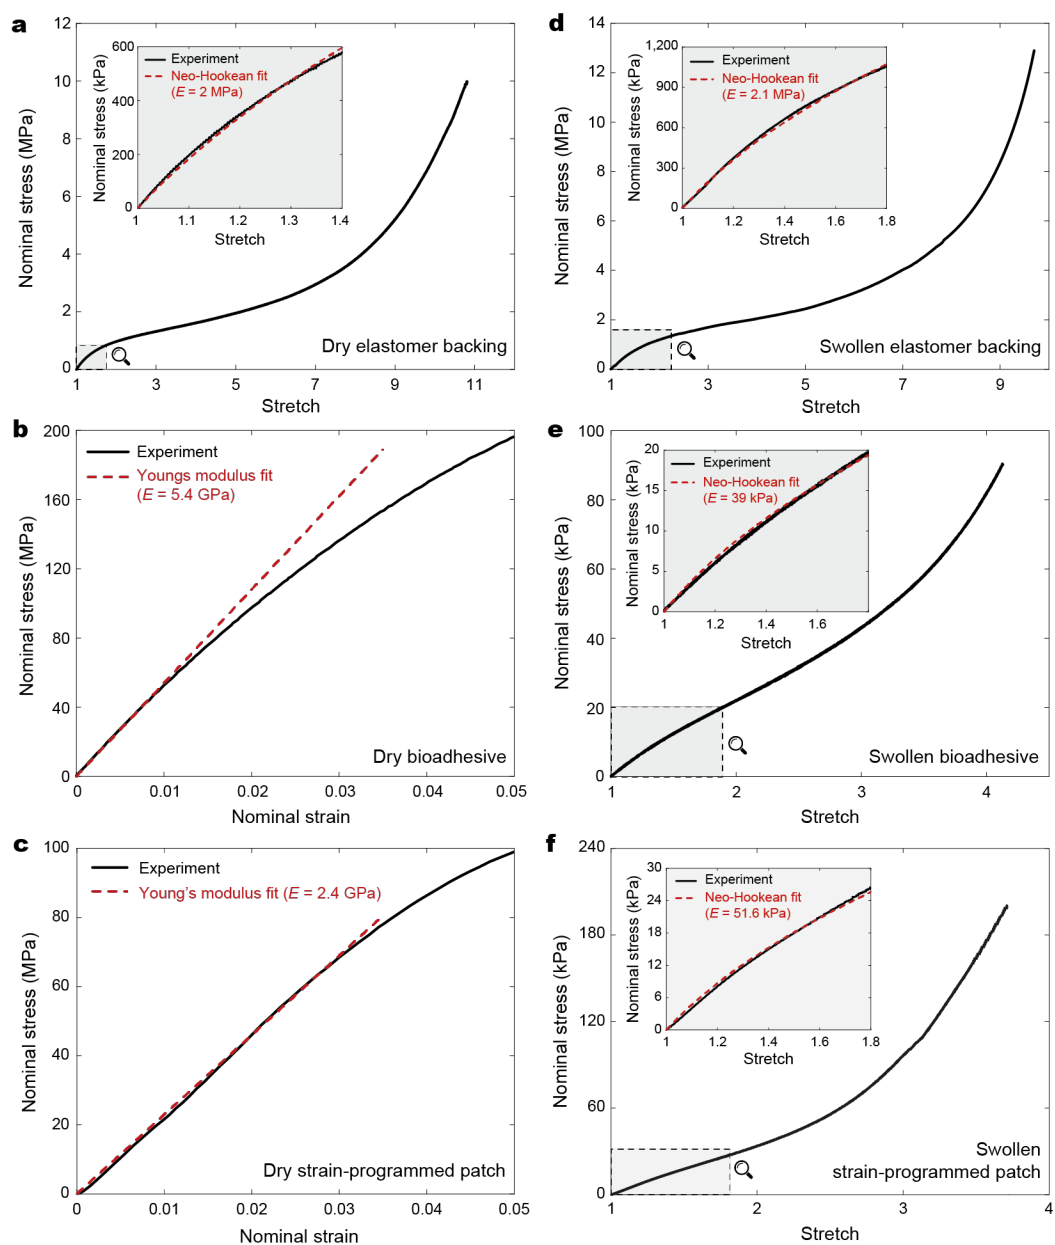 a
12
10
8
6
4
2
0
Nominal stress (MPa)
1
3
5
7
9
11
Stretch
Dry elastomer backing
600
400
200
0
Nominal stress (kPa)
Experiment
Neo-Hookean fit
(E = 2 MPa)
1
1.1
1.2
1.3
1.4
Stretch
d
14
12
10
8
6
4
2
0
Nominal stress (MPa)
1
3
5
7
9
Stretch
Swollen elastomer backing
1,200
900
600
300
0
Nominal stress (kPa)
Experiment
Neo-Hookean fit
(E = 2.1 MPa)
1
1.2
1.4
1.6
1.8
Stretch
b
200
160
120
80
40
0
Nominal stress (MPa)
Experiment
Youngs modulus fit
(E = 5.4 GPa)
Dry bioadhesive
0
0.01
0.02
0.03
0.04
0.05
Nominal strain
e
100
80
60
40
20
0
Nominal stress (kPa)
20
15
10
5
0
Nominal stress (kPa)
Experiment
Neo-Hookean fit
(E = 39 kPa)
1
1.2
1.4
1.6
Stretch
Swollen bioadhesive
1
2
3
4
Stretch
c
100
80
60
40
20
0
Nominal stress (MPa)
Experiment
Young's modulus fit (E = 2.4 GPa)
Dry strain-programmed patch
0
0.01
0.02
0.03
0.04
0.05
Nominal strain
f
240
180
120
60
0
Nominal stress (kPa)
30
24
18
12
6
0
Nominal stress (kPa)
Experiment
Neo-Hookean fit
(E = 51.6 kPa)
1
1.2
1.4
1.6
1.8
Stretch
Swollen
strain-programmed patch
1
2
3
4
Stretch